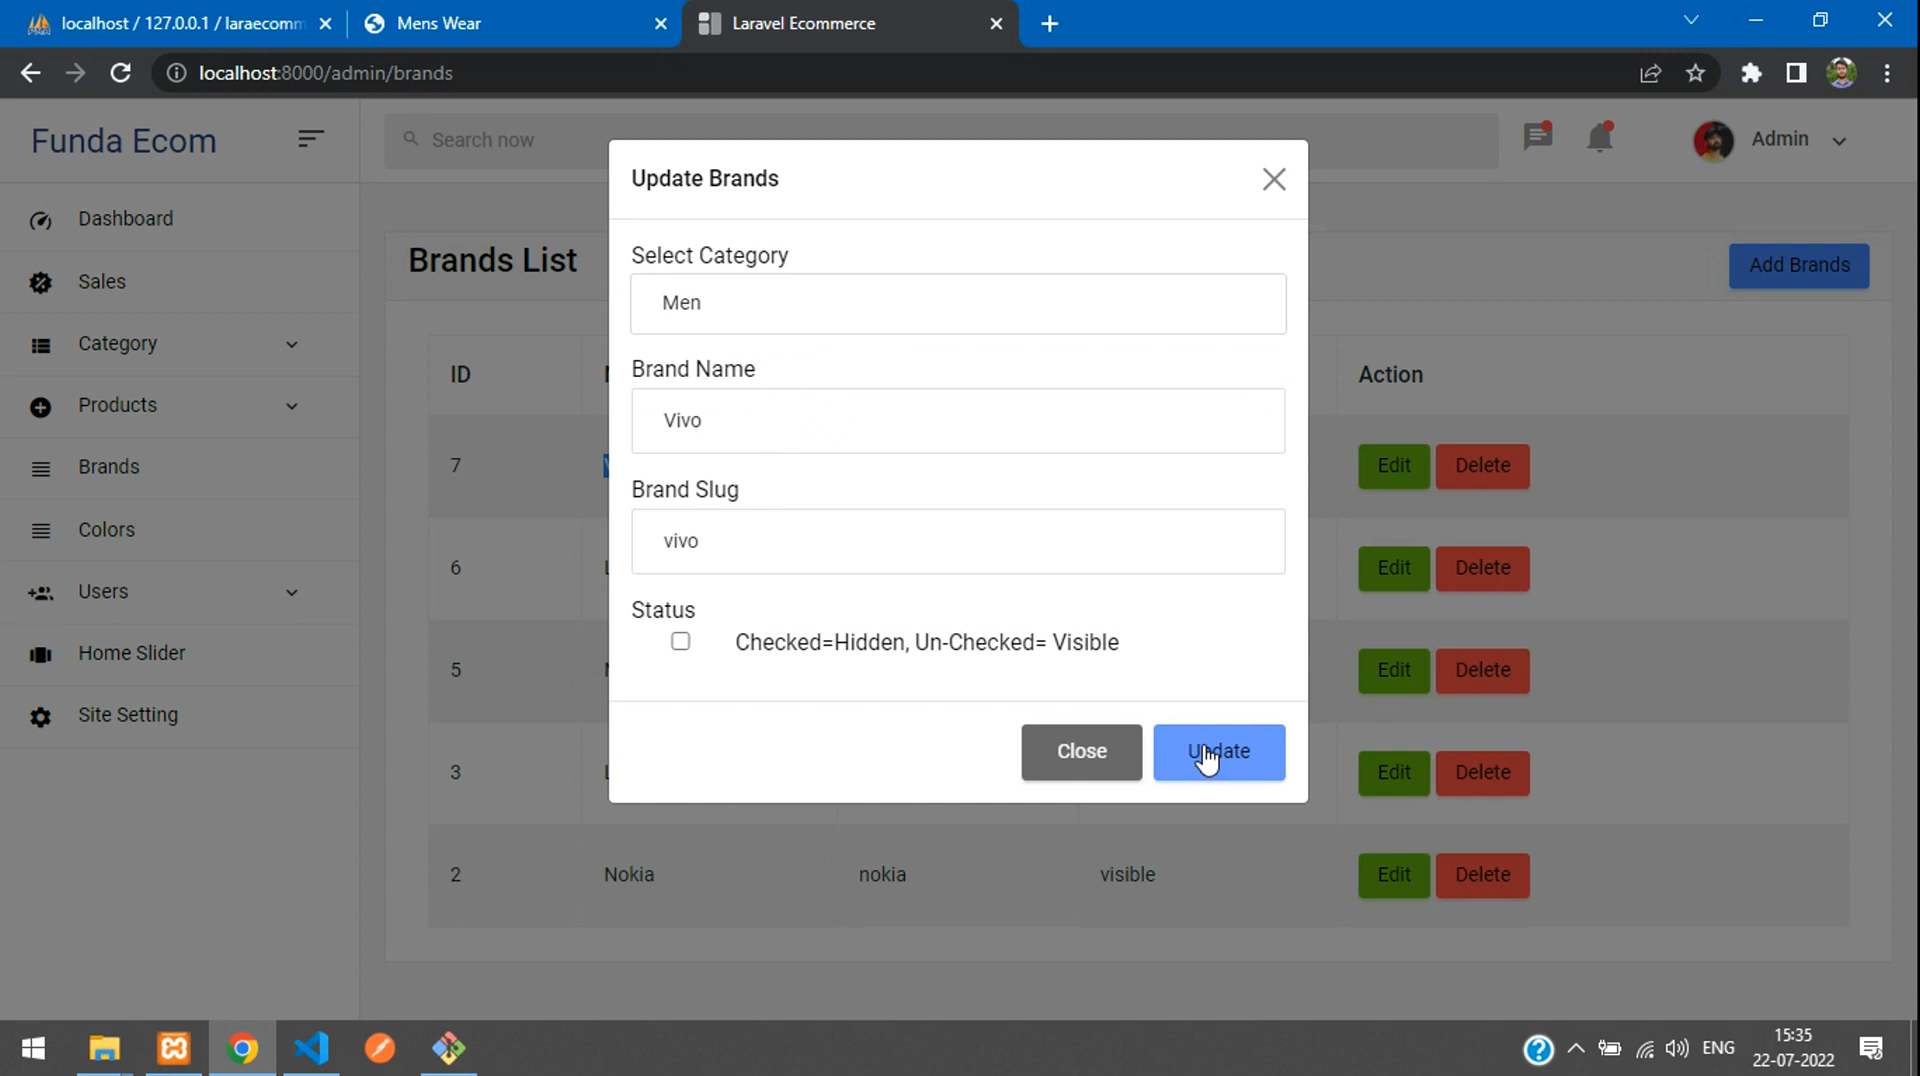 localhost / 127.0.0.1 / laraecomm
Mens Wear
Laravel Ecommerce
localhost:8000/admin/brands
Funda Ecom
Search now
Admin
Dashboard
Sales
Category
Products
Brands
Colors
Users
Home Slider
Site Setting
Brands List
Add Brands
ID
Action
7
Edit
Delete
6
Edit
Delete
5
Edit
Delete
3
Edit
Delete
2
Nokia
nokia
visible
Edit
Delete
Update Brands
Select Category
Men
Brand Name
Vivo
Brand Slug
vivo
Status
Checked=Hidden, Un-Checked= Visible
Close
Update
ENG
15:35
22-07-2022